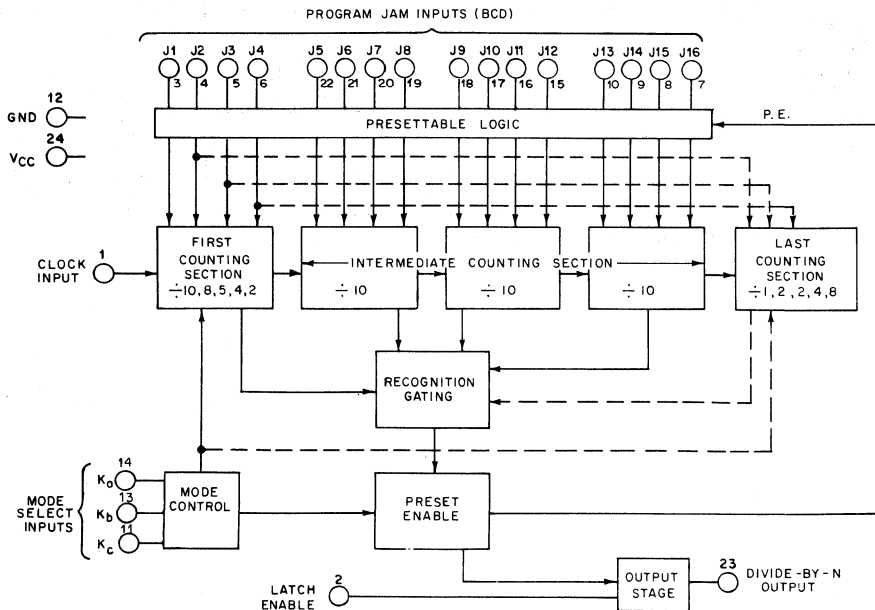 PROGRAM JAM INPUTS (BCD)
J1 J2 J3 J4 J5 J6 J7 J8 J9 J10 J11 J12 J13 J14 J15 J16
3 4 5 6 22 21 20 19 18 17 16 15 10 9 8 7
12
GND
PRESETTABLE LOGIC
P.E.
24
VCC
1
CLOCK
INPUT
FIRST
COUNTING
SECTION
÷10,8,5,4,2
INTERMEDIATE COUNTING SECTION
÷10
÷10
÷10
LAST
COUNTING
SECTION
÷1,2,2,4,8
RECOGNITION
GATING
MODE
SELECT
INPUTS
14
Ka
13
Kb
11
Kc
MODE
CONTROL
PRESET
ENABLE
2
LATCH
ENABLE
OUTPUT
STAGE
23
DIVIDE-BY-N
OUTPUT